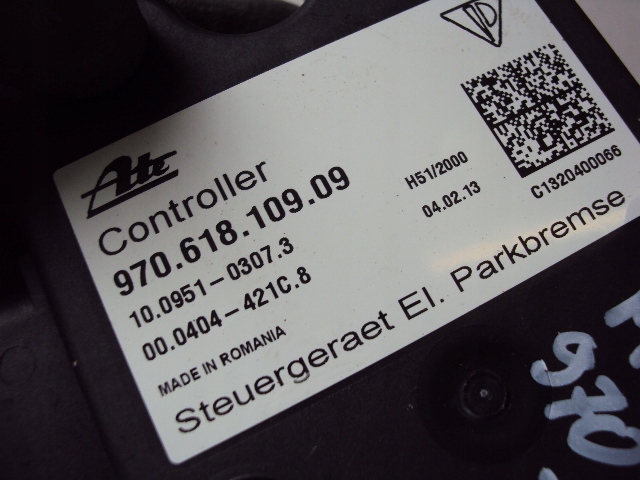 Ate
Controller
970.618.109.09
10.0951-0307.3
00.0404-421C.8
MADE IN ROMANIA
H51/2000
04.02.13
C1320400066
Steuergeraet El. Parkbremse
970